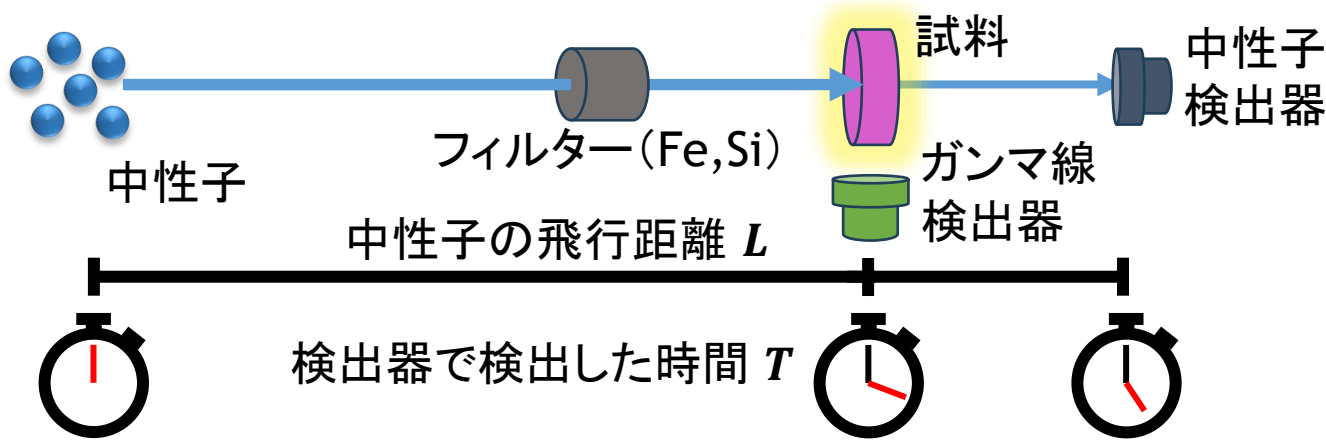 試料
中性子
検出器
フィルター（Fe,Si）
中性子
ガンマ線
検出器
中性子の飛行距離 L
検出器で検出した時間 T